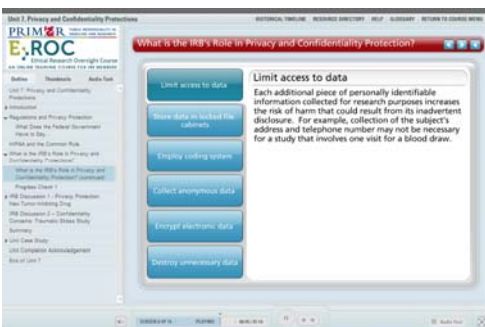 Unit 7. Privacy and Confidentiality Protections
HISTORICAL TIMELINE RESOURCE DIRECTORY HELP GLOSSARY RETURN TO COURSE MENU
PRIM&R
E-ROC
Ethical Research Oversight Course
What is the IRB's Role in Privacy and Confidentiality Protection?
Outline Thumbnails Audio Text
Unit 7. Privacy and Confidentiality
Protections
Introduction
Regulations and Privacy Protection
What Does the Federal Government
Have to Say...
HIPAA and the Common Rule
What is the IRB's Role in Privacy and
Confidentiality Protections?
What is the IRB's Role in Privacy and
Confidentiality Protection? (continued)
Progress Check 1
IRB Discussion 1 - Privacy Protection:
New Tumor-Inhibiting Drug
IRB Discussion 2 - Confidentiality
Concerns: Traumatic Stress Study
Summary
Unit Case Study
Unit Completion Acknowledgement
End of Unit 7
Limit access to data
Store data in locked file
cabinets
Employ coding system
Collect anonymous data
Encrypt electronic data
Destroy unnecessary data
Limit access to data
Each additional piece of personally identifiable
information collected for research purposes increases
the risk of harm that could result from its inadvertent
disclosure. For example, collection of the subject's
address and telephone number may not be necessary
for a study that involves one visit for a blood draw.
PLAYING
Audio Text